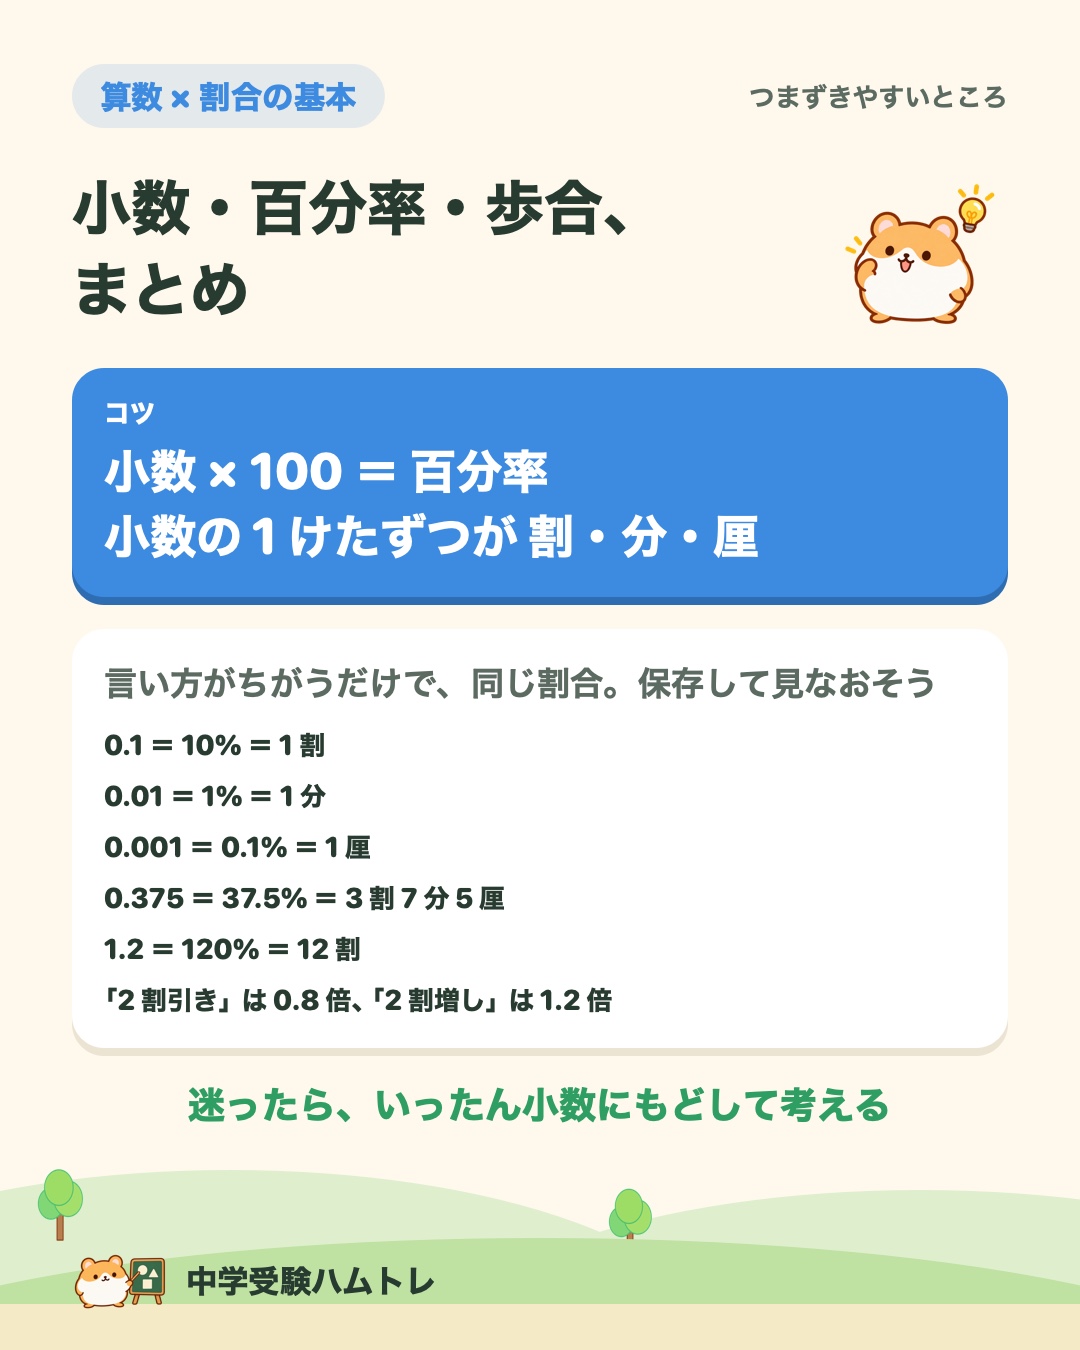 算数 × 割合の基本
つまずきやすいところ
小数・百分率・歩合、
まとめ
コツ
小数 × 100 ＝ 百分率
小数の 1 けたずつが 割・分・厘
言い方がちがうだけで、同じ割合。保存して見なおそう
0.1 ＝ 10% ＝ 1 割
0.01 ＝ 1% ＝ 1 分
0.001 ＝ 0.1% ＝ 1 厘
0.375 ＝ 37.5% ＝ 3 割 7 分 5 厘
1.2 ＝ 120% ＝ 12 割
「2 割引き」は 0.8 倍、「2 割増し」は 1.2 倍
迷ったら、いったん小数にもどして考える
中学受験ハムトレ